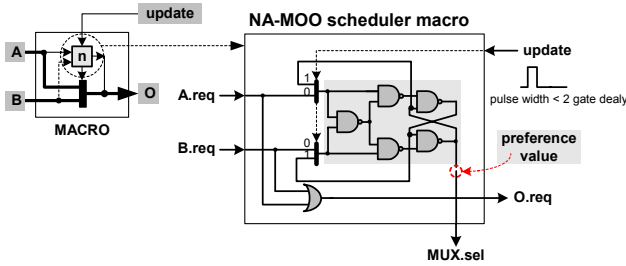 update
NA-MOO scheduler macro
A
n
B
O
MACRO
update
1
0
A.req
pulse width < 2 gate dealy
B.req
0
1
preference
value
O.req
MUX.sel